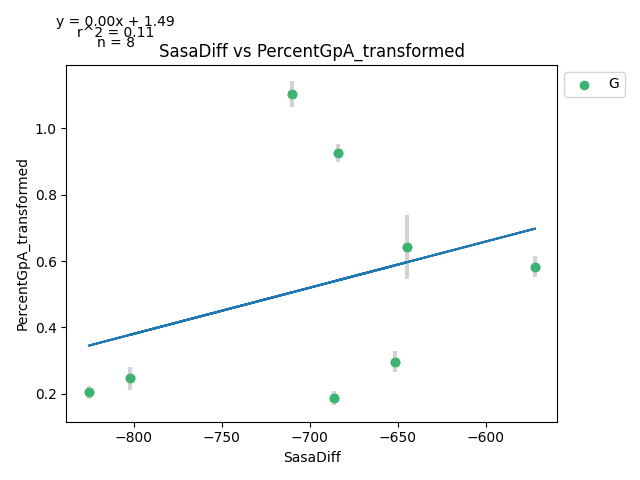 y = 0.00x + 1.49
r^2 = 0.11
n = 8
SasaDiff vs PercentGpA_transformed
G
PercentGpA_transformed
1.0
0.8
0.6
0.4
0.2
−800
−750
−700
−650
−600
SasaDiff